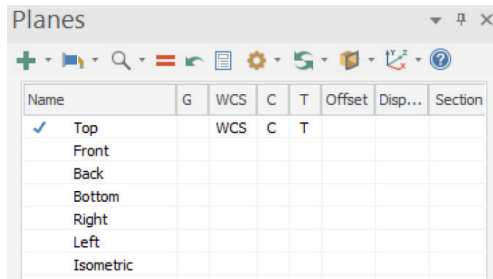 Planes
Name G WCS C T Offset Disp... Section
Top WCS C T
Front
Back
Bottom
Right
Left
Isometric